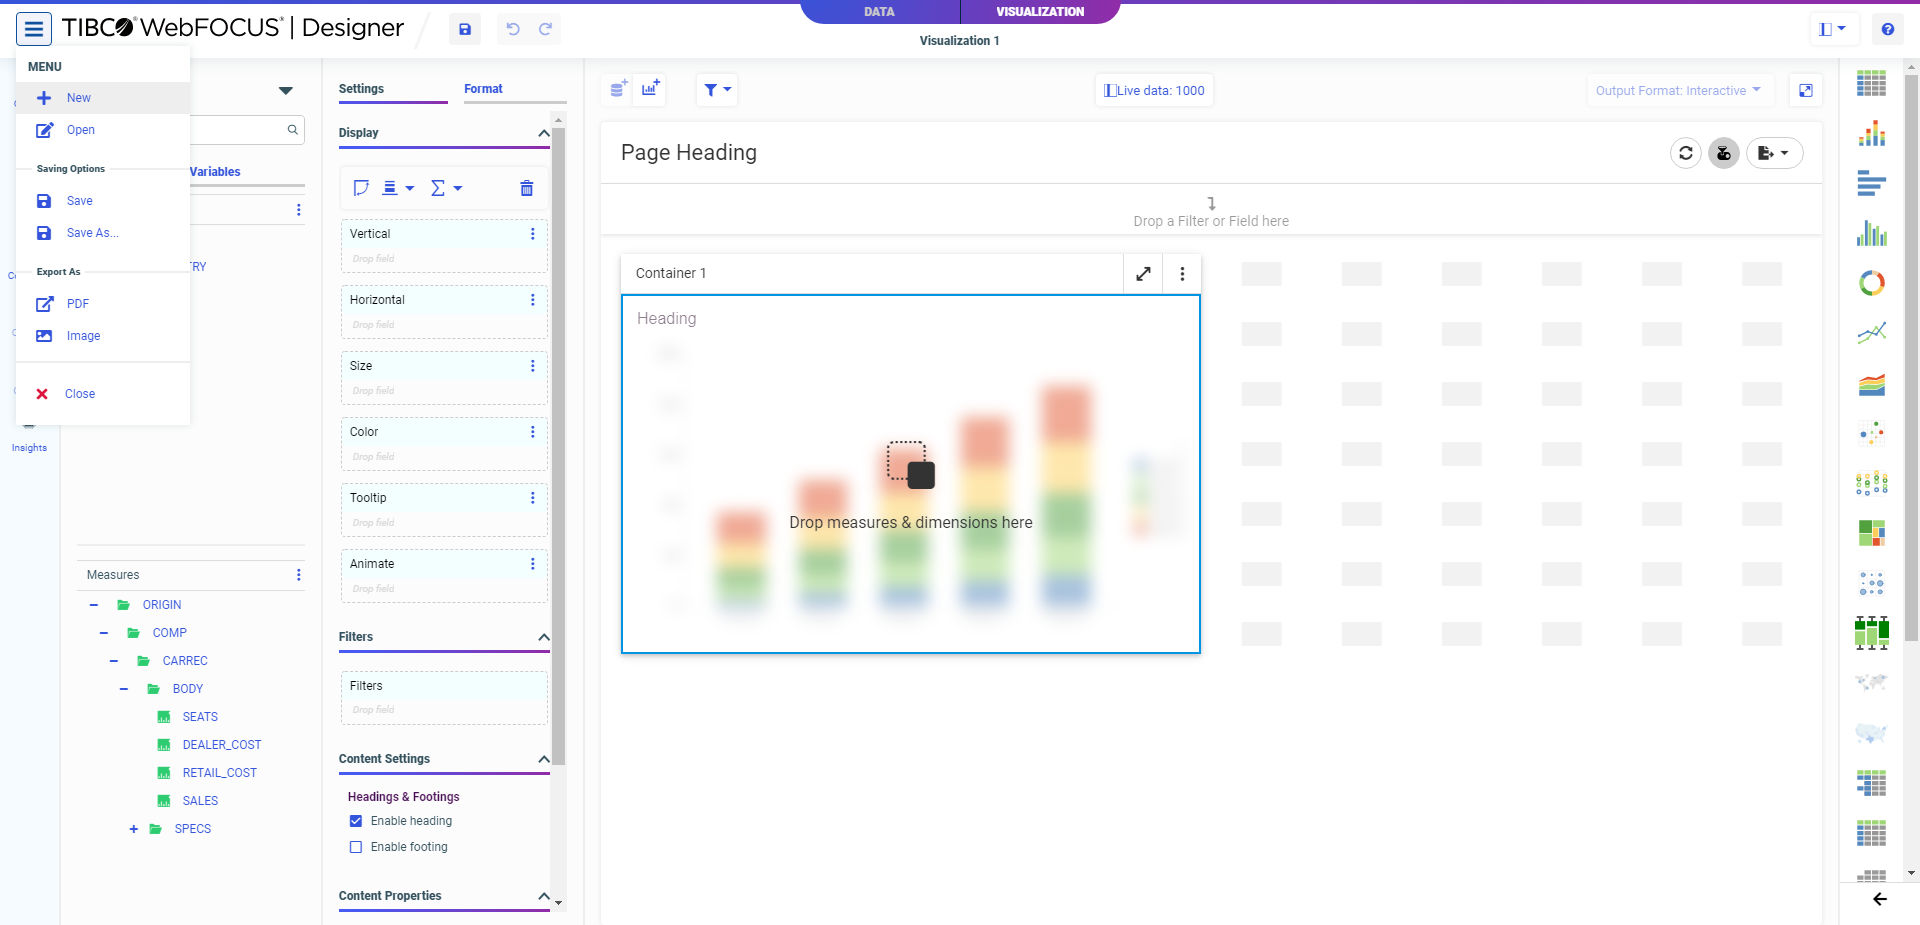 TIBCO® WebFOCUS® | Designer
DATA
VISUALIZATION
Visualization 1
MENU
New
Open
Saving Options
Save
Save As...
Export As
PDF
Image
Close
Insights
Variables
TRY
Measures
ORIGIN
COMP
CARREC
BODY
SEATS
DEALER_COST
RETAIL_COST
SALES
SPECS
Settings
Format
Display
Vertical
Drop field
Horizontal
Drop field
Size
Drop field
Color
Drop field
Tooltip
Drop field
Animate
Drop field
Filters
Filters
Drop field
Content Settings
Headings & Footings
Enable heading
Enable footing
Content Properties
Live data: 1000
Output Format: Interactive
Page Heading
Drop a Filter or Field here
Container 1
Heading
Drop measures & dimensions here